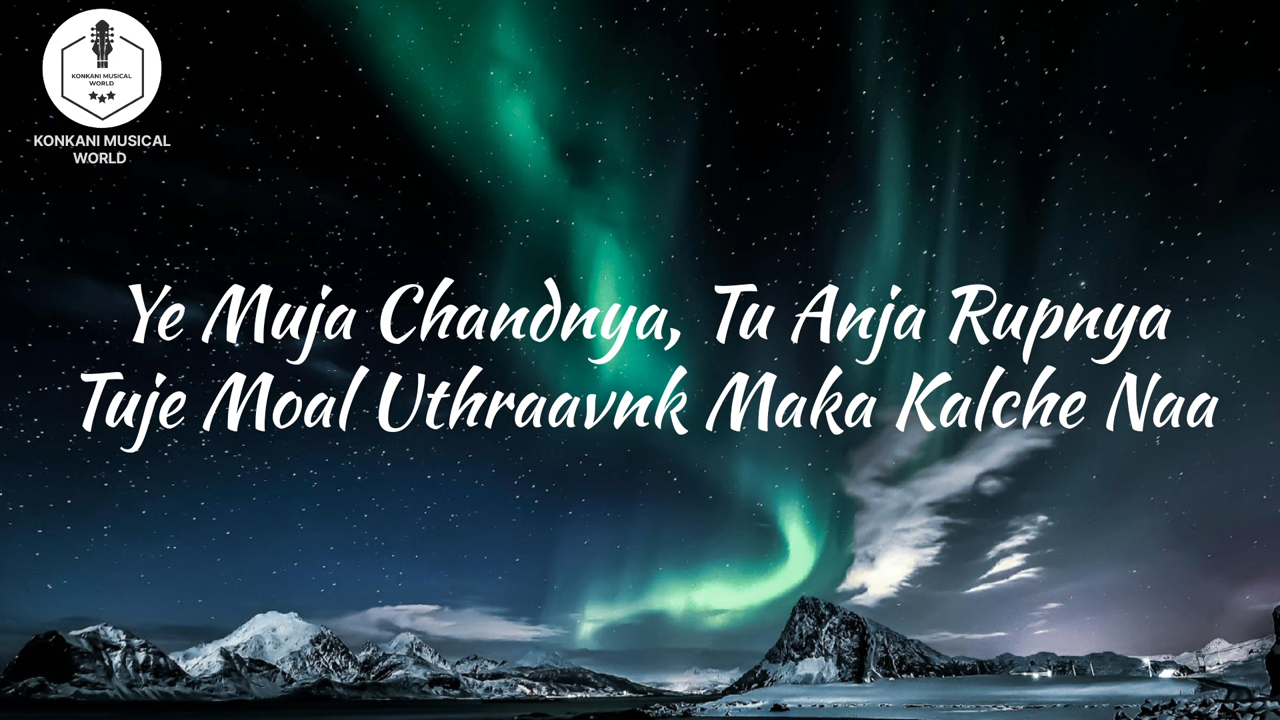 KONKANI MUSICAL
WORLD
KONKANI MUSICAL
WORLD
Ye Muja Chandnya, Tu Anja Rupnya
Tuje Moal Uthraavnk Maka Kalche Naa